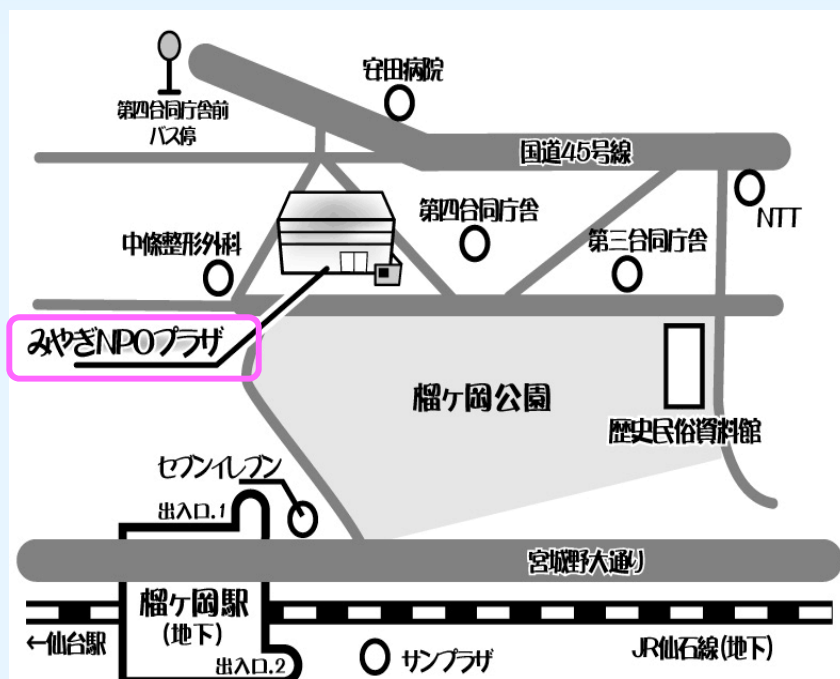 安田病院
第四合同庁舎前
バス停
国道45号線
NTT
第四合同庁舎
中條整形外科
第三合同庁舎
みやぎNPOプラザ
榴ヶ岡公園
歴史民俗資料館
セブンイレブン
出入口.1
宮城野大通り
榴ヶ岡駅
(地下)
←仙台駅
JR仙石線(地下)
サンプラザ
出入口.2